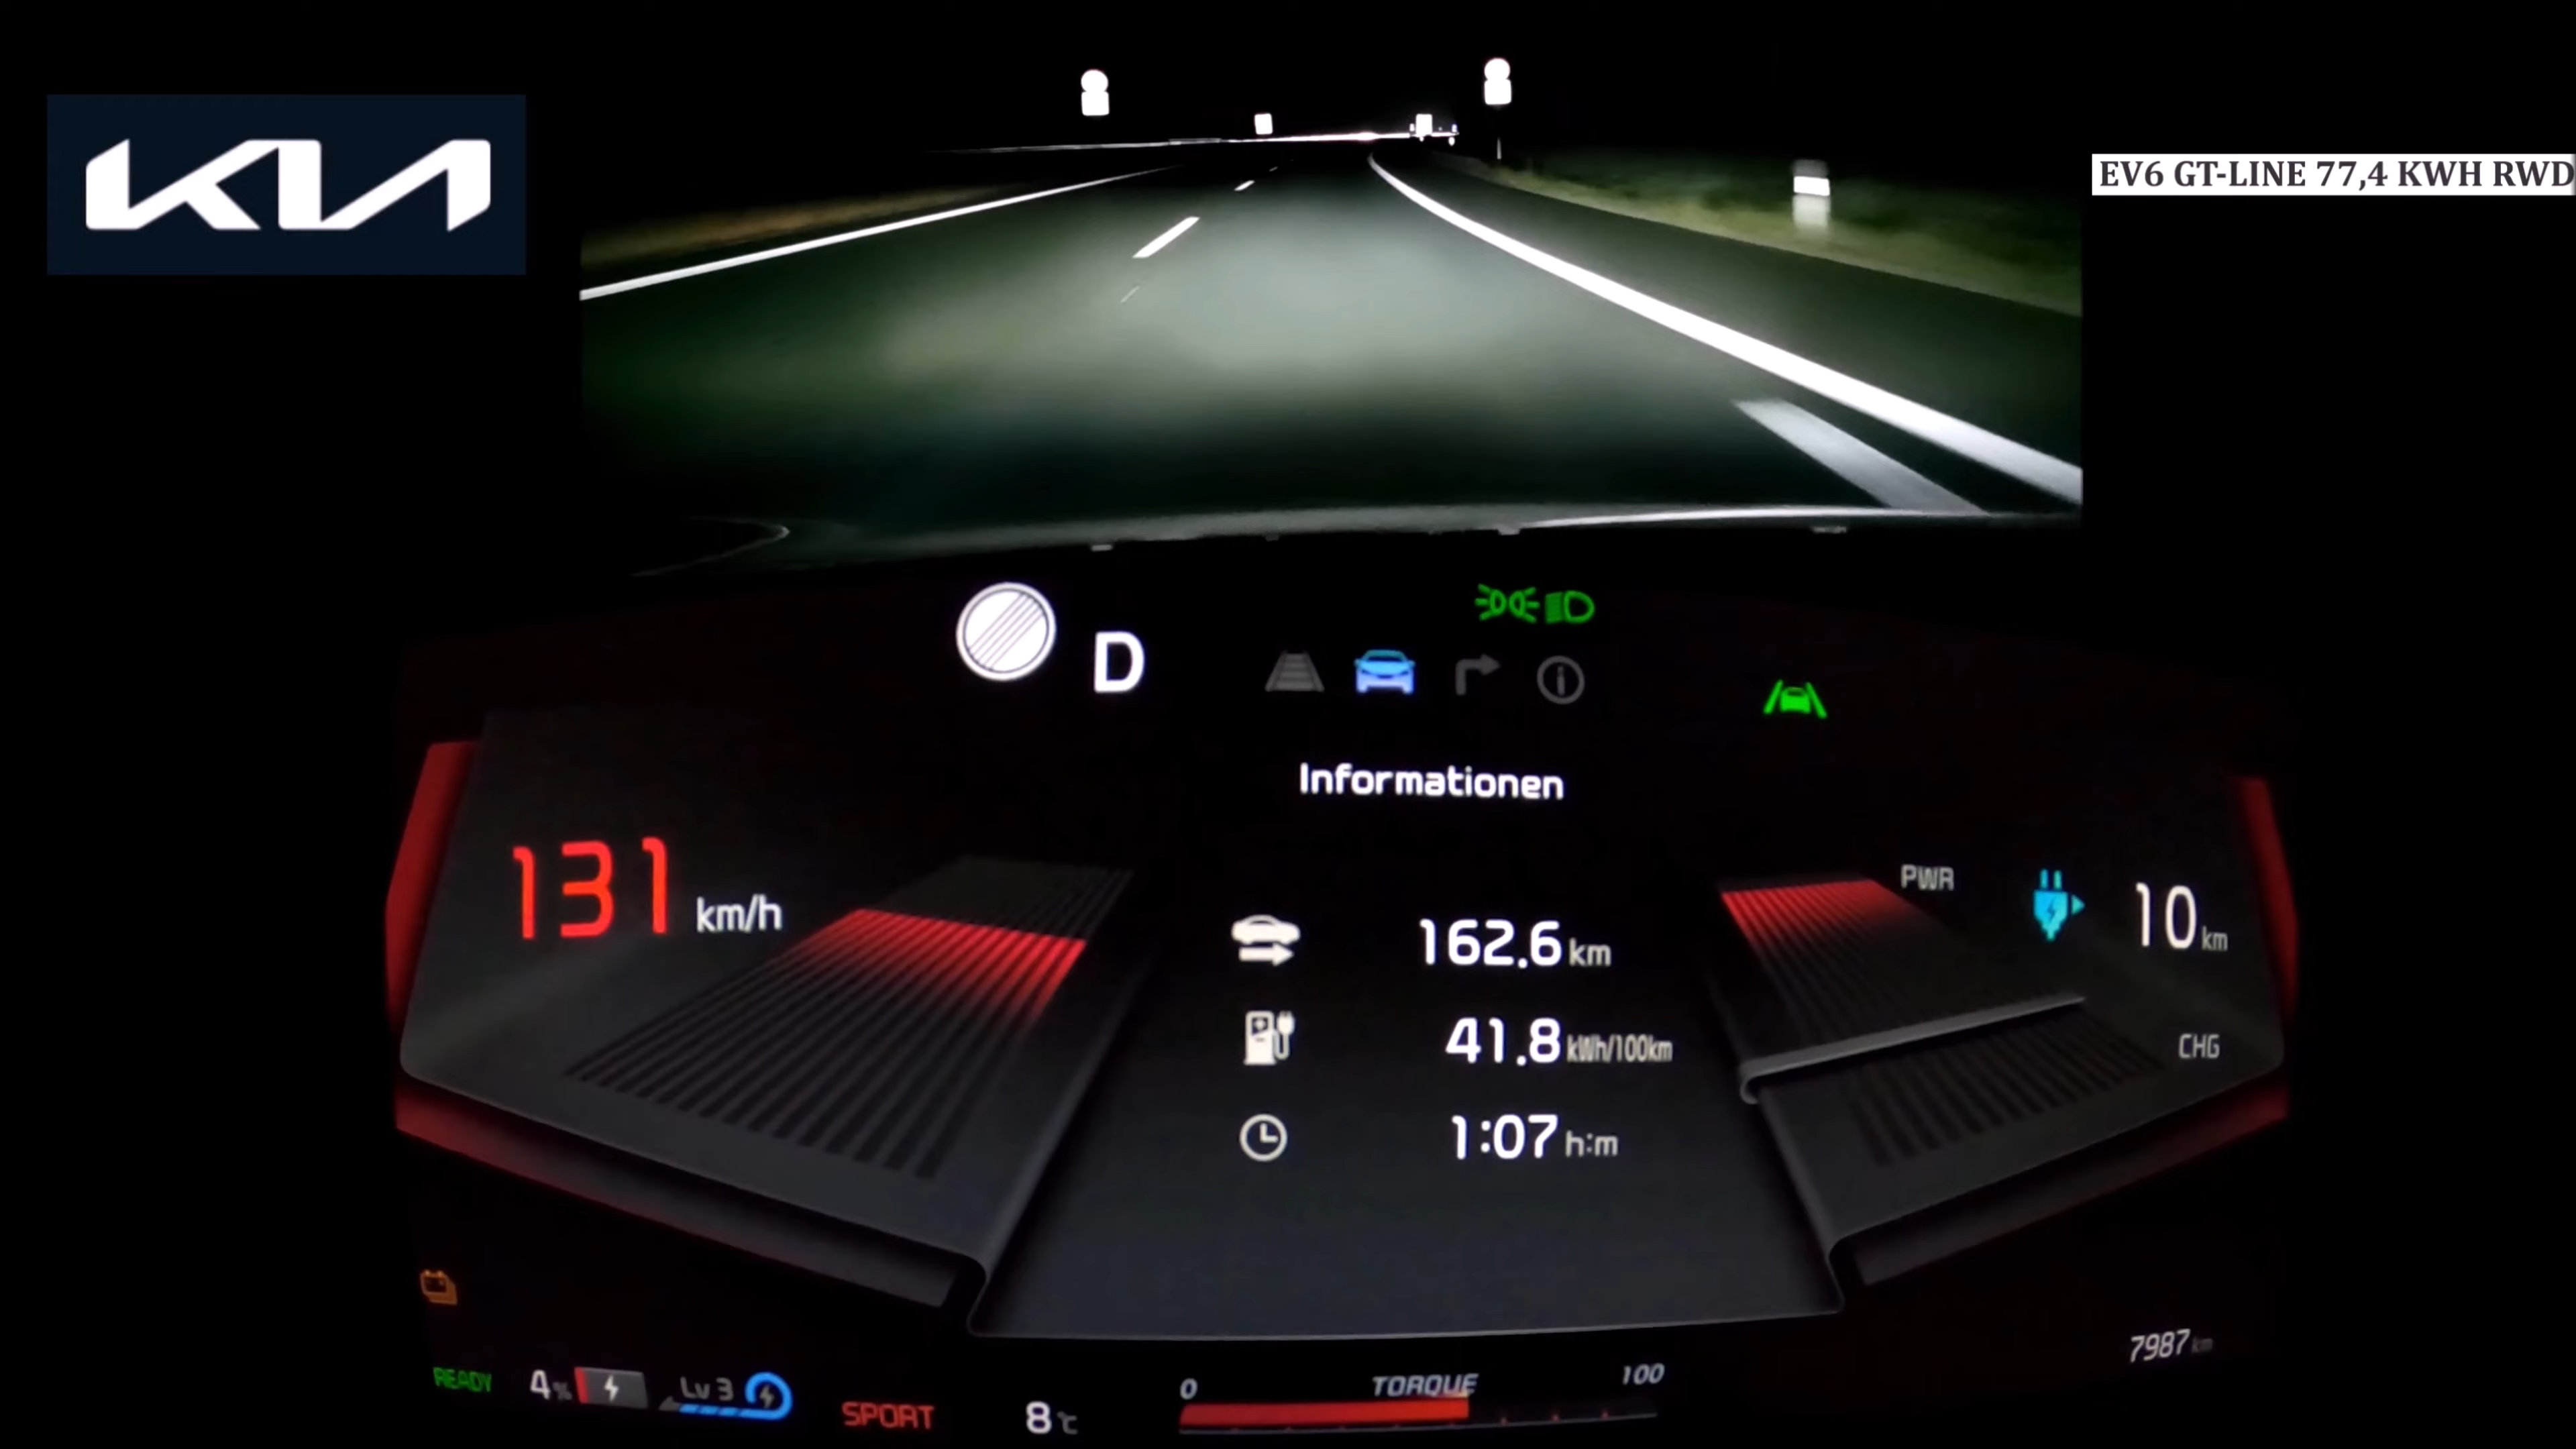 KIA
EV6 GT-LINE 77,4 KWH RWD
D
Informationen
131 km/h
PWR
10 km
162.6 km
41.8 kWh/100km
CHG
1:07 h:m
7987 km
READY
4%
Lv 3
SPORT
8℃
0 TORQUE 100